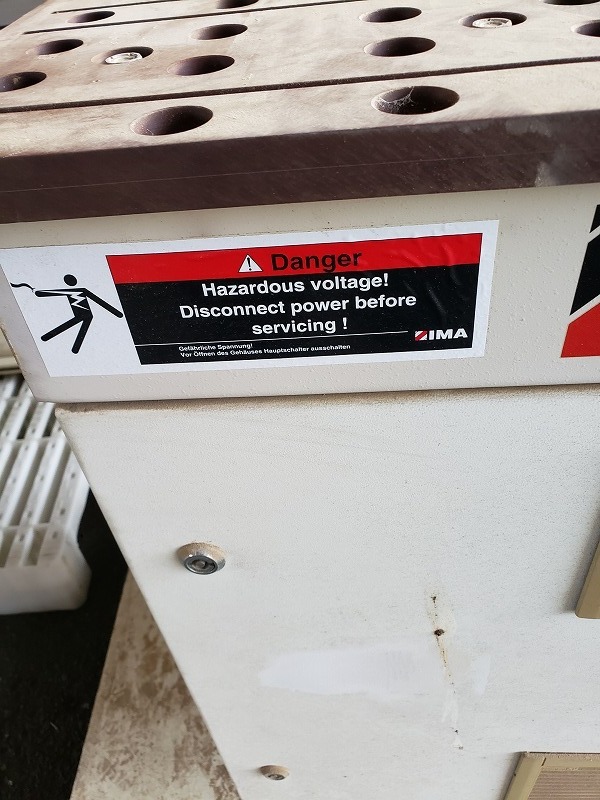 Danger
Hazardous voltage!
Disconnect power before
servicing !
IMA
Gefährliche Spannung!
Vor Öffnen des Gehäuses Hauptschalter ausschalten